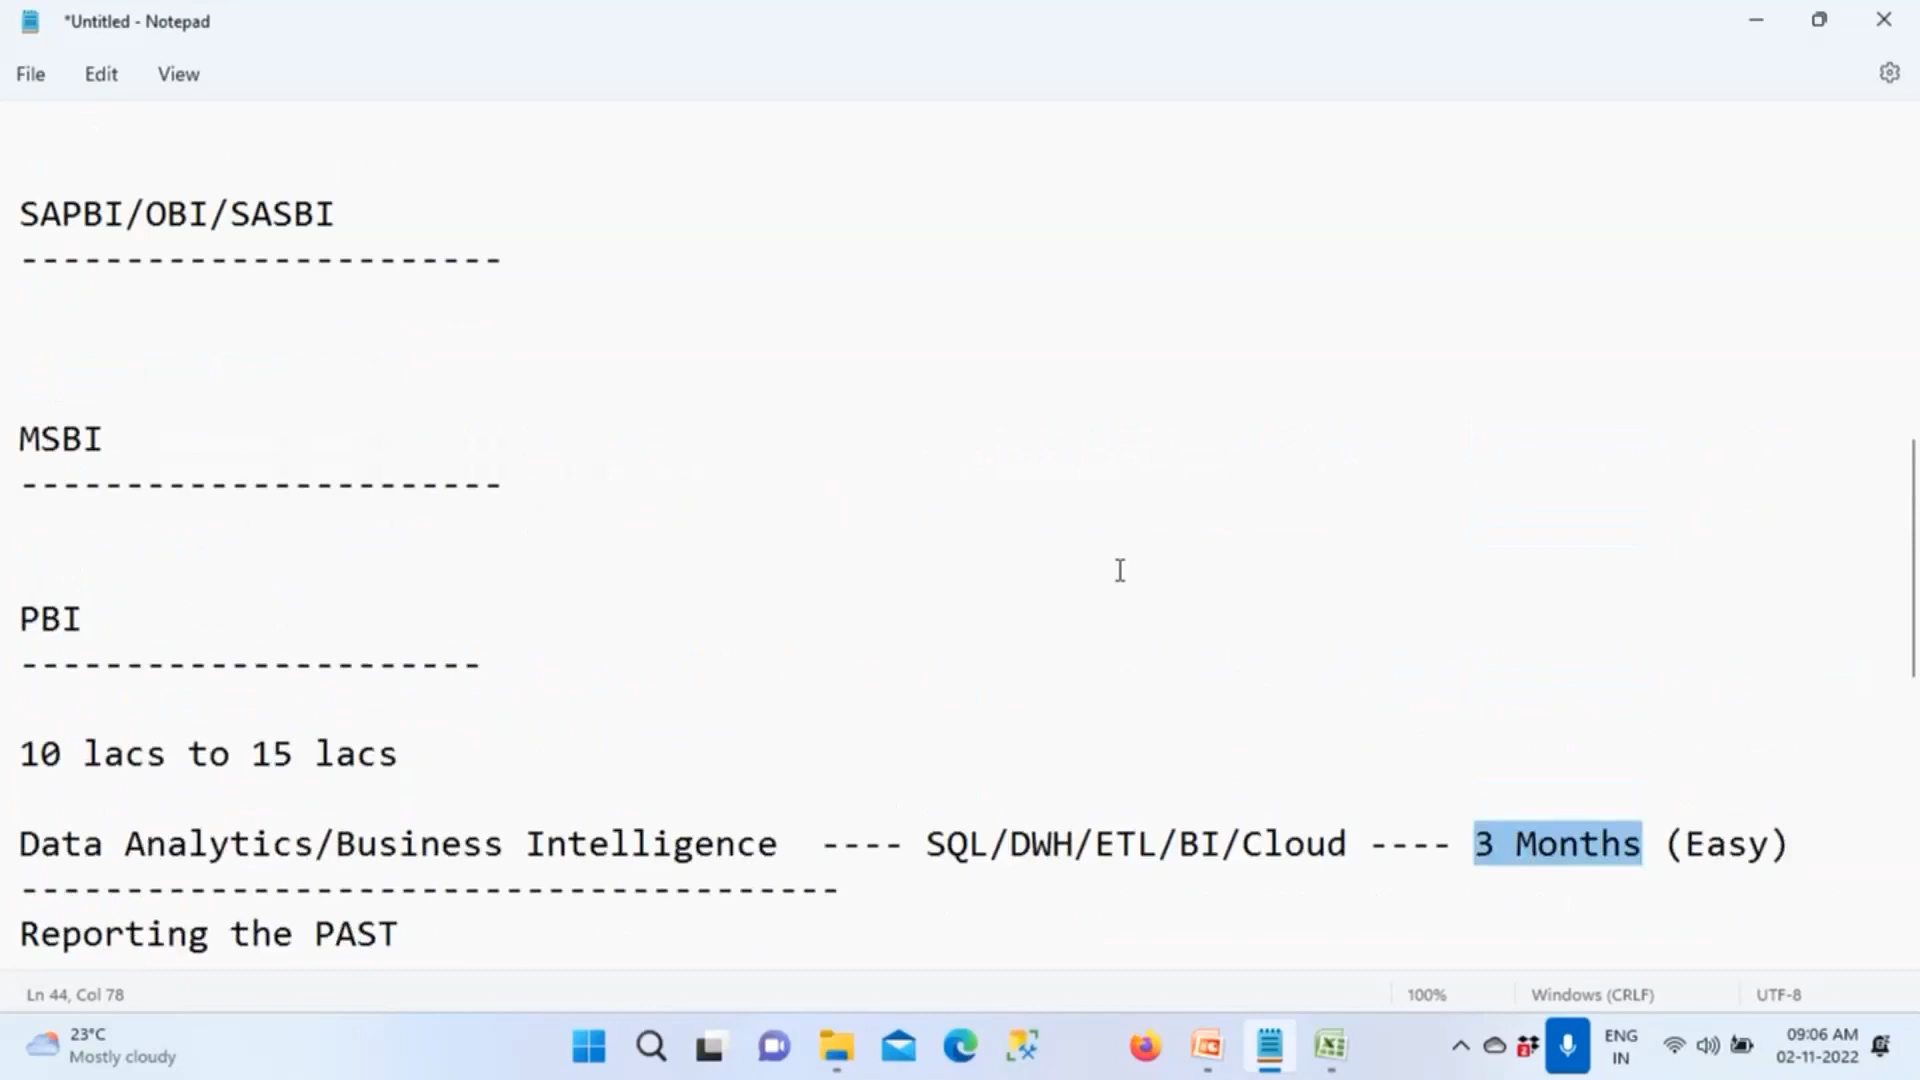 *Untitled - Notepad
File Edit View
SAPBI/OBI/SASBI
-----------------------
MSBI
-----------------------
PBI
----------------------
10 lacs to 15 lacs
Data Analytics/Business Intelligence ---- SQL/DWH/ETL/BI/Cloud ---- 3 Months (Easy)
---------------------------------------
Reporting the PAST
Ln 44, Col 78 100% Windows (CRLF) UTF-8
23°C
Mostly cloudy
ENG
IN
09:06 AM
02-11-2022